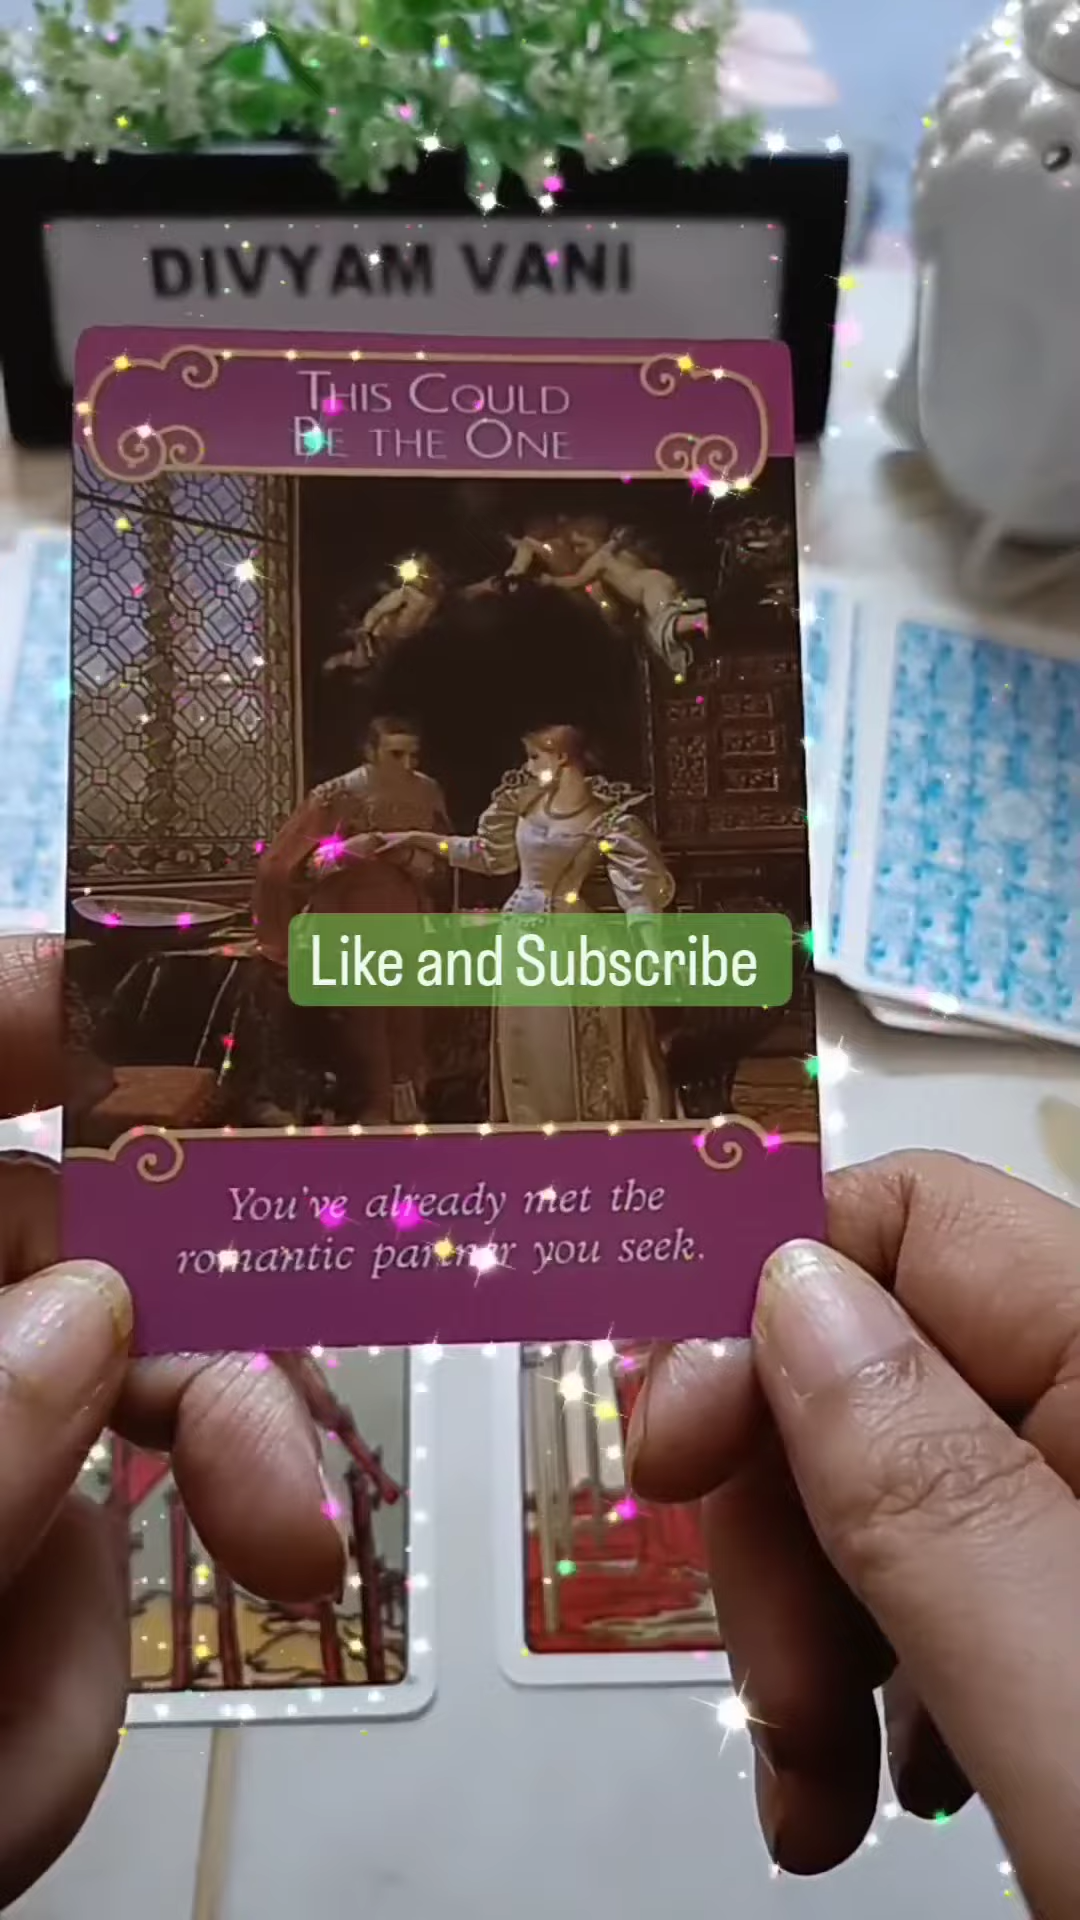 DIVYAM VANI
THIS COULD
BE THE ONE
Like and Subscribe
You've already met the
romantic partner you seek.